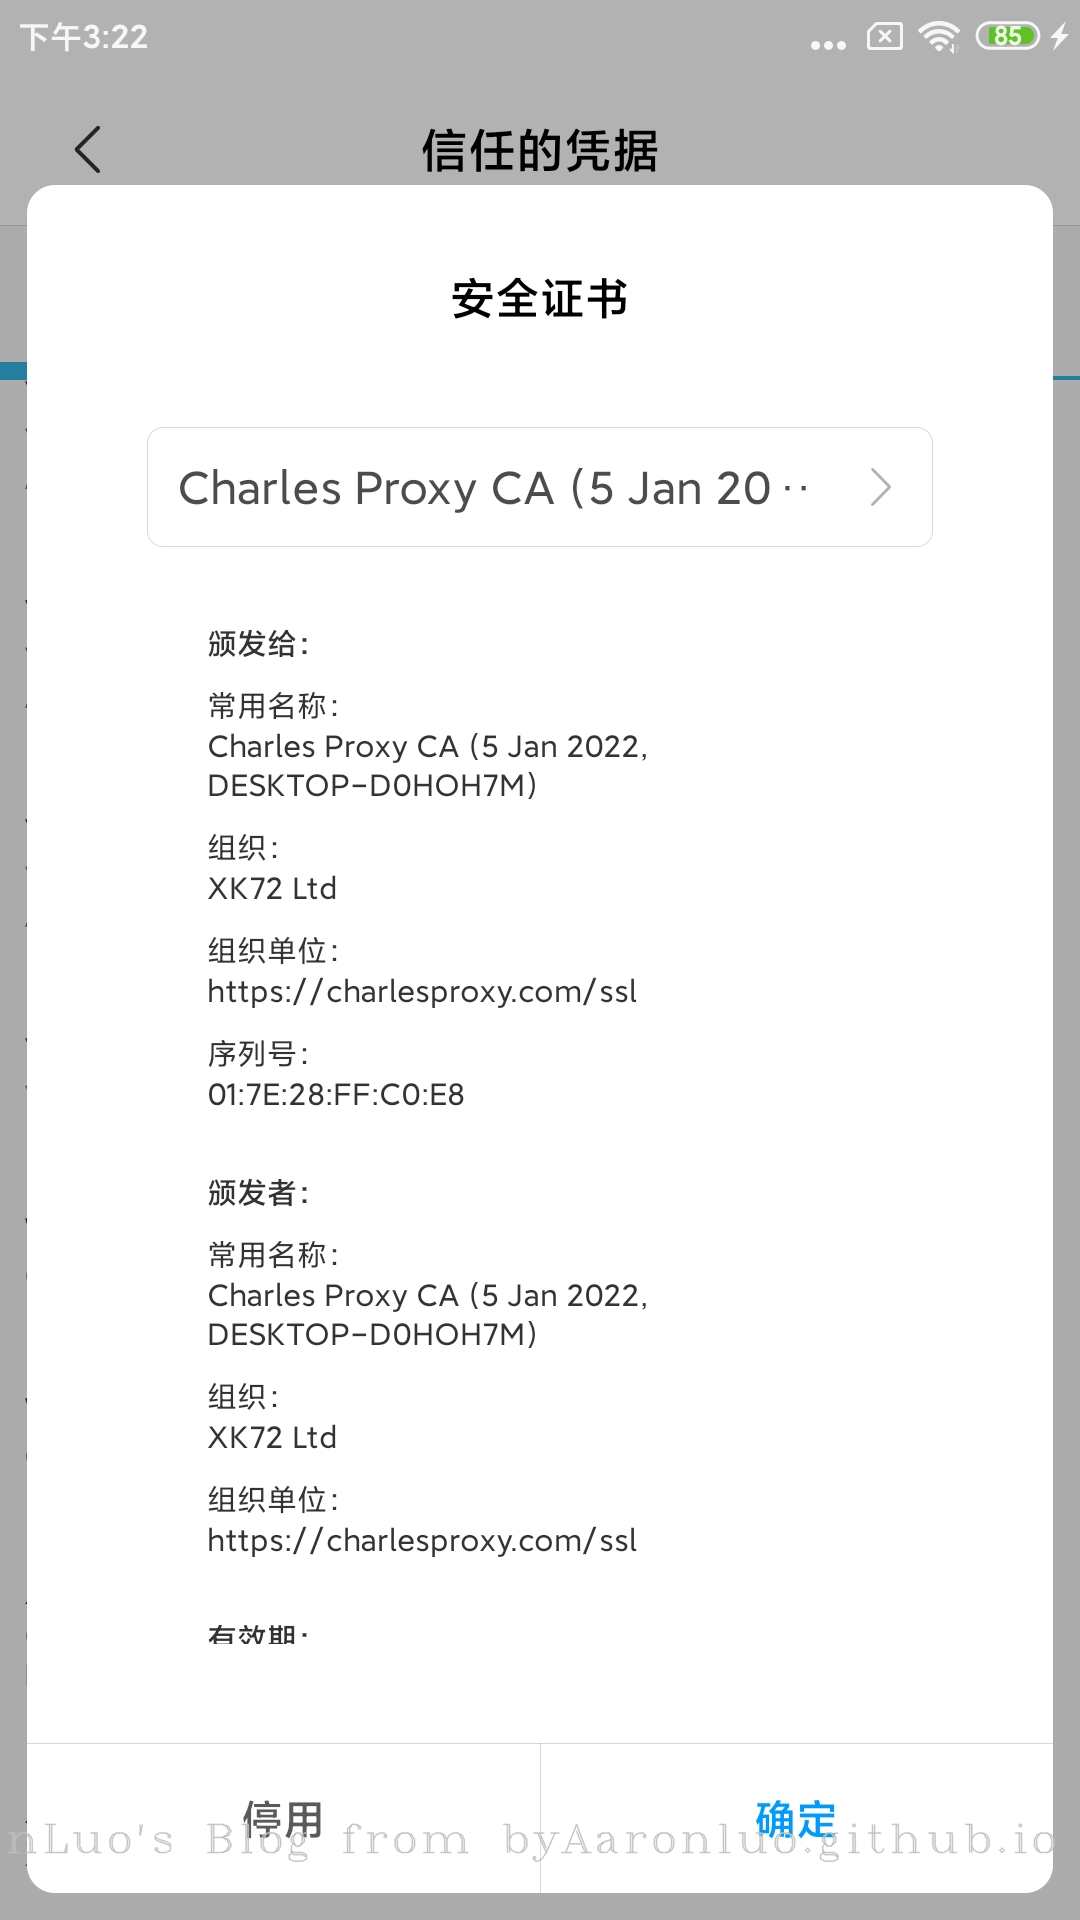 下午3:22
85
信任的凭据
安全证书
Charles Proxy CA (5 Jan 20··
颁发给：
常用名称：
Charles Proxy CA (5 Jan 2022,
DESKTOP-D0HOH7M)
组织：
XK72 Ltd
组织单位：
https://charlesproxy.com/ssl
序列号：
01:7E:28:FF:C0:E8
颁发者：
常用名称：
Charles Proxy CA (5 Jan 2022,
DESKTOP-D0HOH7M)
组织：
XK72 Ltd
组织单位：
https://charlesproxy.com/ssl
有效期：
停用 确定
nLuo's Blog from byAaronluo.github.io